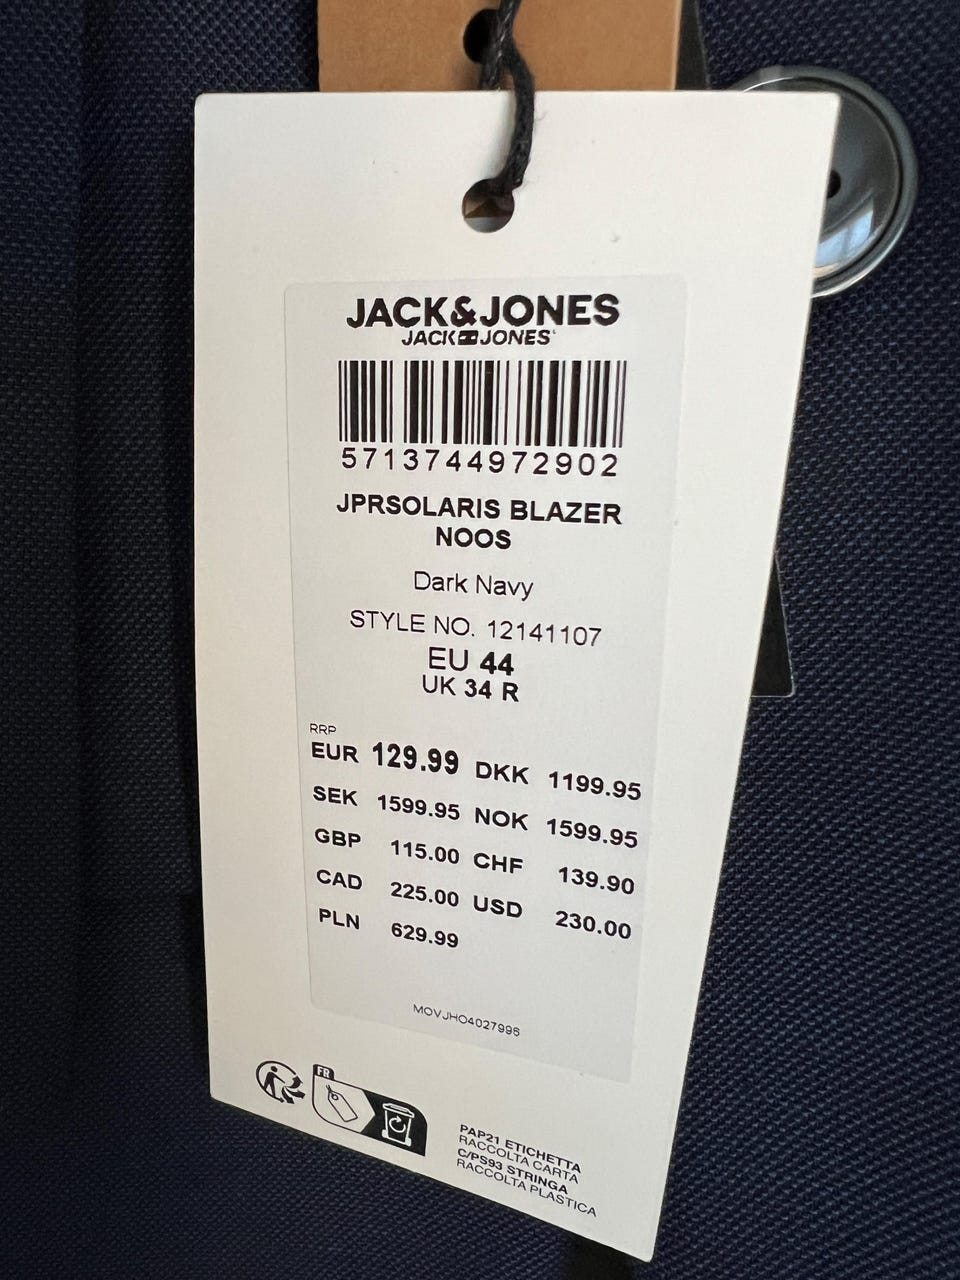 JACK&JONES
JACK JONES
5713744972902
JPRSOLARIS BLAZER
NOOS
Dark Navy
STYLE NO. 12141107
EU 44
UK 34 R
RRP
EUR 129.99 DKK 1199.95
SEK 1599.95 NOK 1599.95
GBP 115.00 CHF 139.90
CAD 225.00 USD 230.00
PLN 629.99
MOVJHO4027996
FR
PAP21 ETICHETTA
RACCOLTA CARTA
C/PS93 STRINGA
RACCOLTA PLASTICA